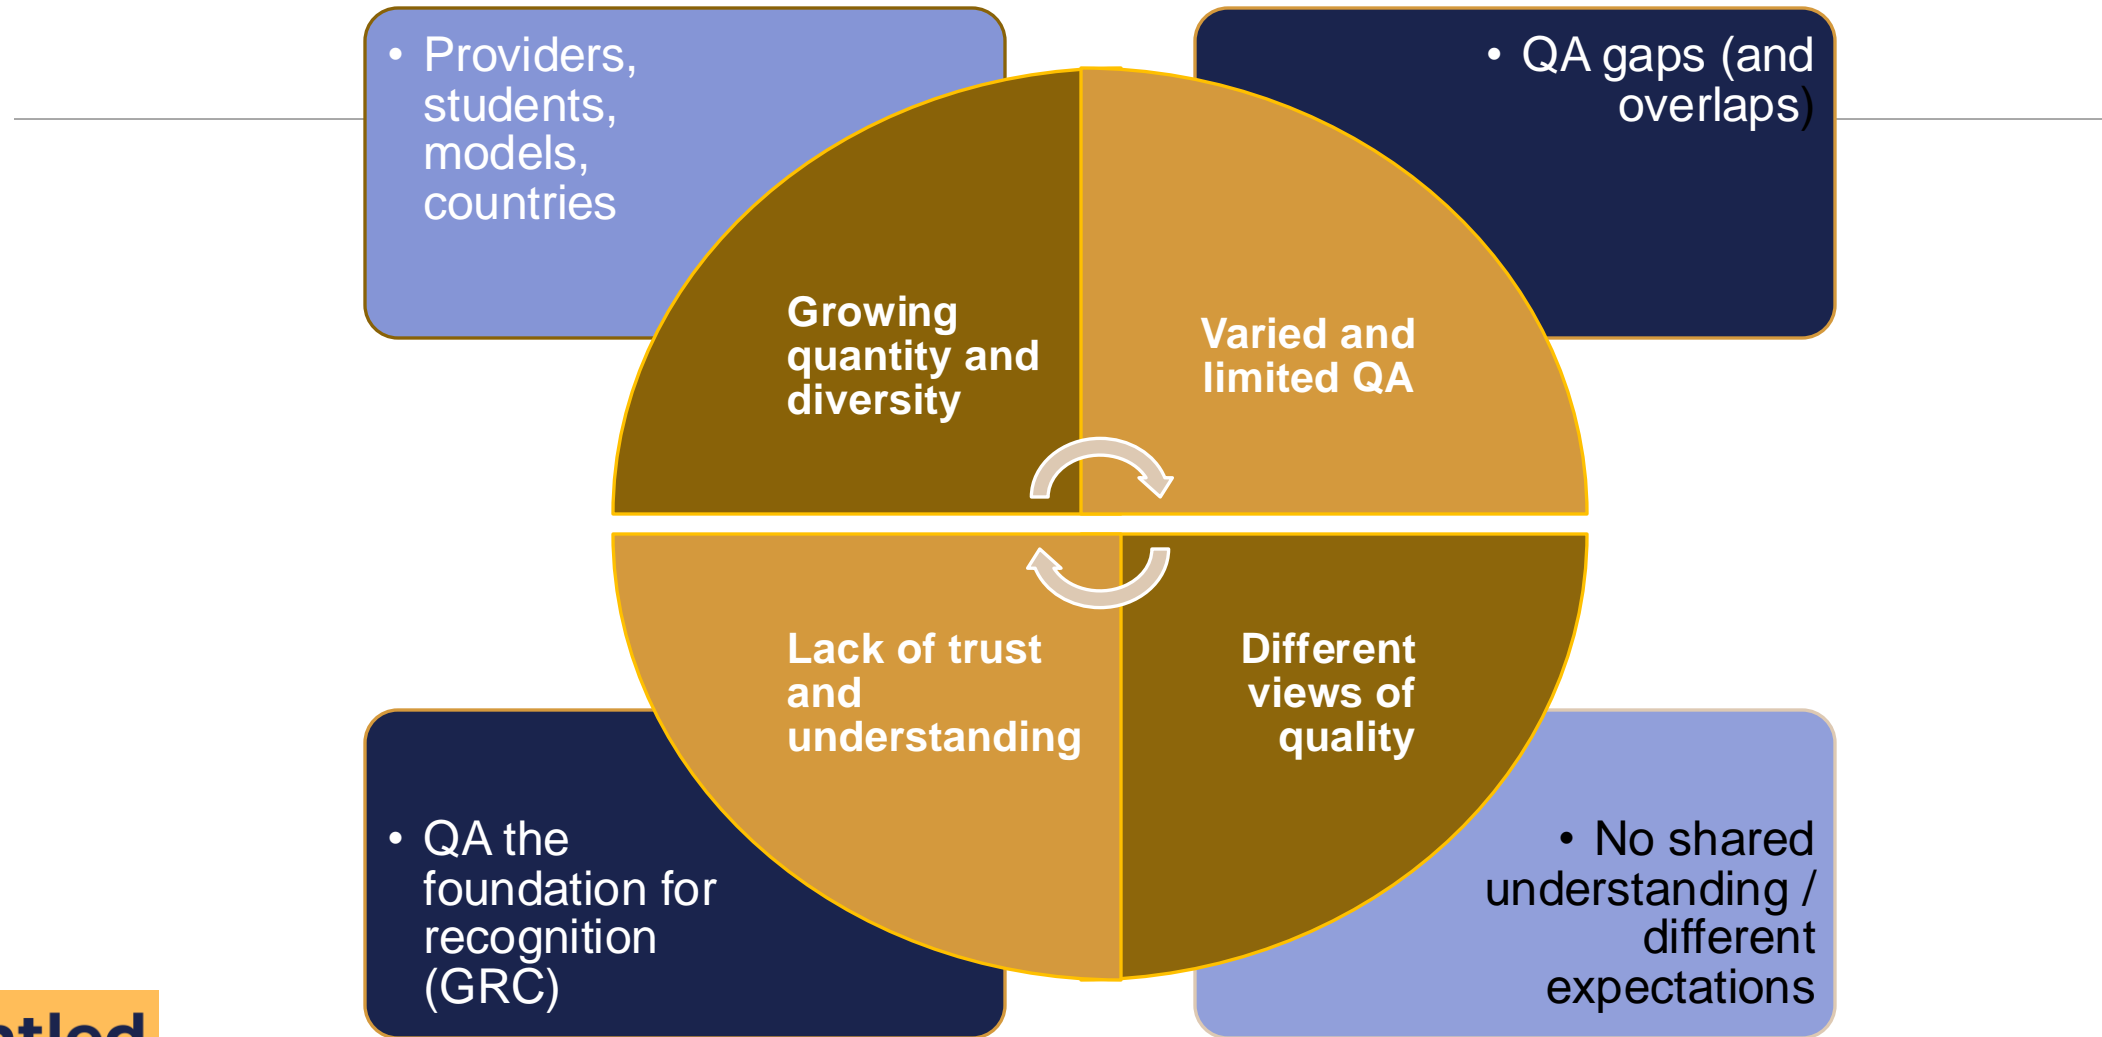 • Providers,
students,
models,
countries
• QA gaps (and
overlaps)
Growing
quantity and
diversity
Varied and
limited QA
Lack of trust
and
understanding
Different
views of
quality
• QA the
foundation for
recognition
(GRC)
• No shared
understanding /
different
expectations